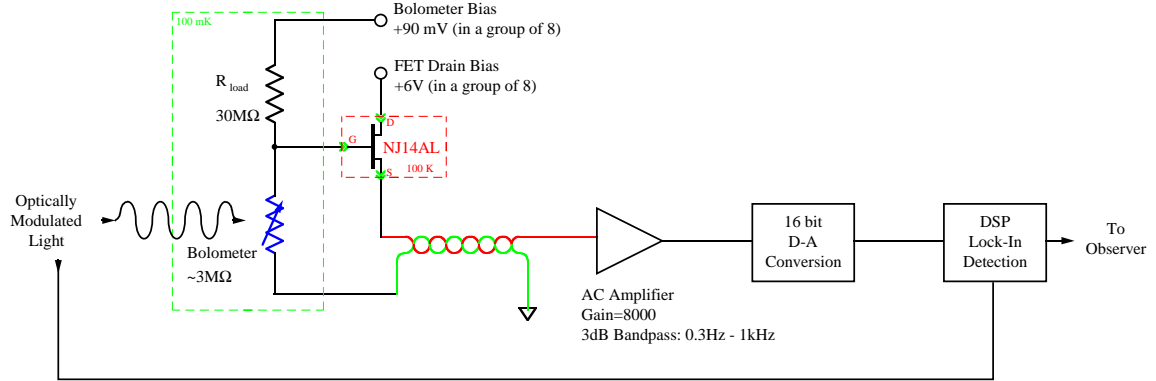 100 mK
Bolometer Bias
+90 mV (in a group of 8)
FET Drain Bias
+6V (in a group of 8)
R load
30MΩ
D
G
NJ14AL
100 K
S
Optically
Modulated
Light
Bolometer
~3MΩ
AC Amplifier
Gain=8000
3dB Bandpass: 0.3Hz - 1kHz
16 bit
D-A
Conversion
DSP
Lock-In
Detection
To
Observer